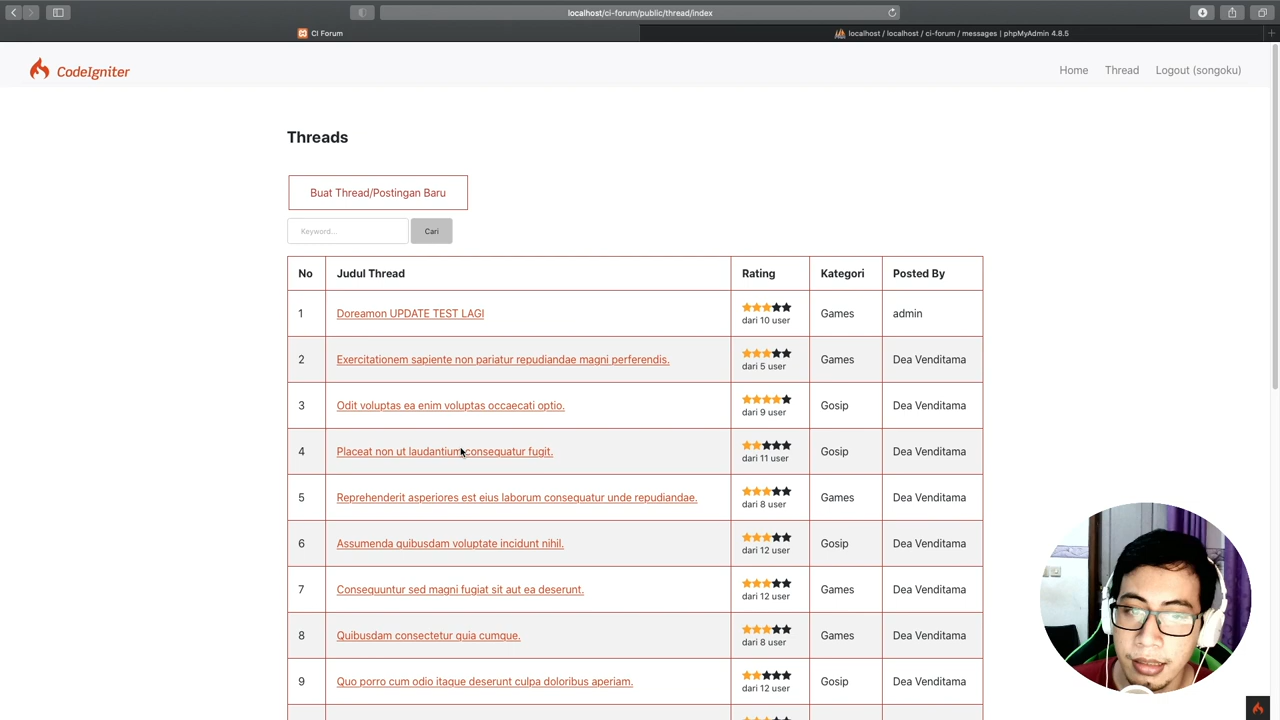 localhost/ci-forum/public/thread/index
CI Forum
localhost / localhost / ci-forum / messages | phpMyAdmin 4.8.5
CodeIgniter
Home Thread Logout (songoku)
Threads
Buat Thread/Postingan Baru
Keyword... Cari
No Judul Thread Rating Kategori Posted By
1 Doreamon UPDATE TEST LAGI dari 10 user Games admin
2 Exercitationem sapiente non pariatur repudiandae magni perferendis. dari 5 user Games Dea Venditama
3 Odit voluptas ea enim voluptas occaecati optio. dari 9 user Gosip Dea Venditama
4 Placeat non ut laudantium consequatur fugit. dari 11 user Gosip Dea Venditama
5 Reprehenderit asperiores est eius laborum consequatur unde repudiandae. dari 8 user Games Dea Venditama
6 Assumenda quibusdam voluptate incidunt nihil. dari 12 user Gosip Dea Venditama
7 Consequuntur sed magni fugiat sit aut ea deserunt. dari 12 user Games Dea Venditama
8 Quibusdam consectetur quia cumque. dari 8 user Games Dea Venditama
9 Quo porro cum odio itaque deserunt culpa doloribus aperiam. dari 12 user Gosip Dea Venditama